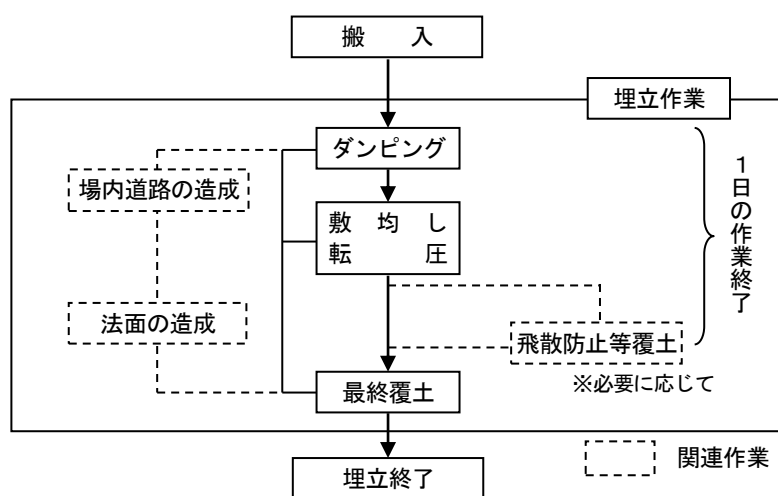 搬　　入
埋立作業
ダンピング
場内道路の造成
敷　均　し
転　　　圧
1日の作業終了
法面の造成
飛散防止等覆土
※必要に応じて
最終覆土
関連作業
埋立終了